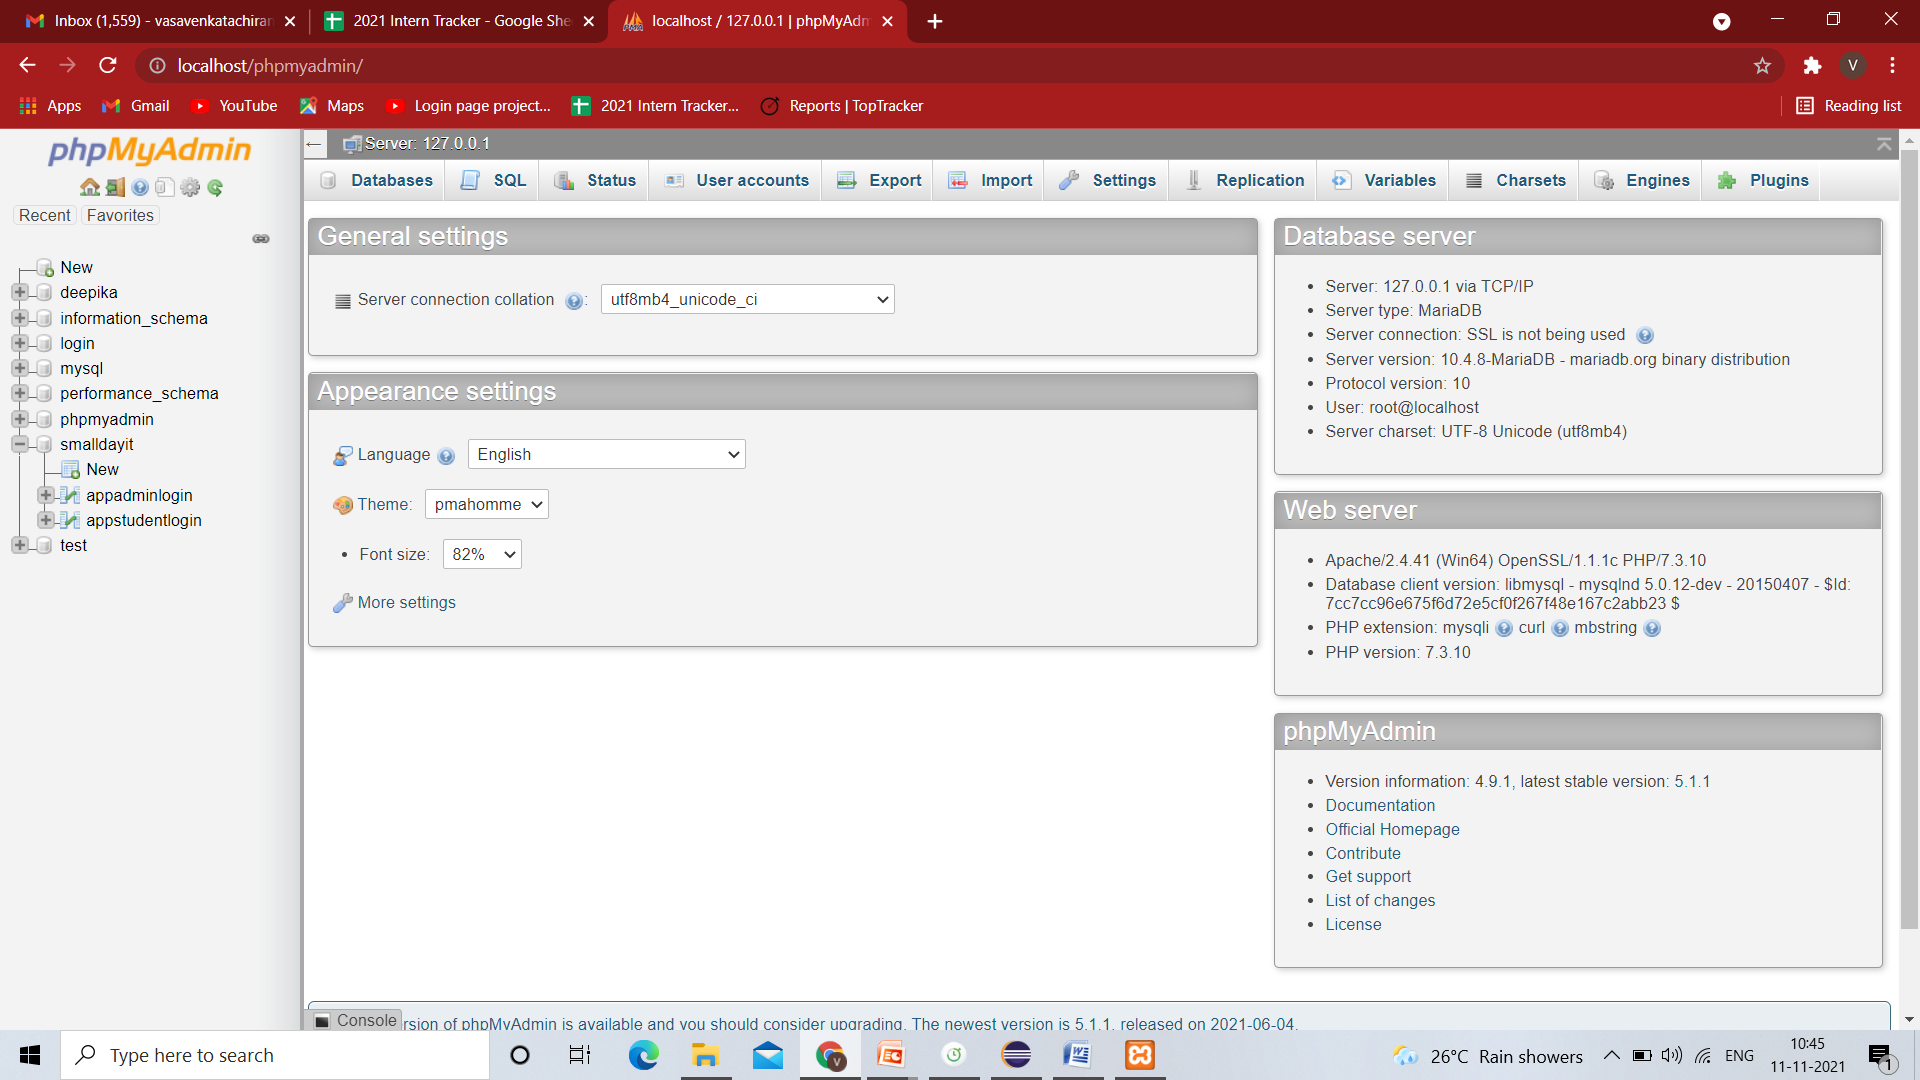 Inbox (1,559) - vasavenkatachiran
2021 Intern Tracker - Google She
localhost / 127.0.0.1 | phpMyAdm
localhost/phpmyadmin/
V
Apps
Gmail
YouTube
Maps
Login page project...
2021 Intern Tracker...
Reports | TopTracker
Reading list
phpMyAdmin
Recent
Favorites
New
deepika
information_schema
login
mysql
performance_schema
phpmyadmin
smalldayit
New
appadminlogin
appstudentlogin
test
Server: 127.0.0.1
Databases
SQL
Status
User accounts
Export
Import
Settings
Replication
Variables
Charsets
Engines
Plugins
General settings
Server connection collation : utf8mb4_unicode_ci
Appearance settings
Language English
Theme: pmahomme
• Font size: 82%
More settings
Database server
• Server: 127.0.0.1 via TCP/IP
• Server type: MariaDB
• Server connection: SSL is not being used
• Server version: 10.4.8-MariaDB - mariadb.org binary distribution
• Protocol version: 10
• User: root@localhost
• Server charset: UTF-8 Unicode (utf8mb4)
Web server
• Apache/2.4.41 (Win64) OpenSSL/1.1.1c PHP/7.3.10
• Database client version: libmysql - mysqlnd 5.0.12-dev - 20150407 - $Id:
7cc7cc96e675f6d72e5cf0f267f48e167c2abb23 $
• PHP extension: mysqli curl mbstring
• PHP version: 7.3.10
phpMyAdmin
• Version information: 4.9.1, latest stable version: 5.1.1
• Documentation
• Official Homepage
• Contribute
• Get support
• List of changes
• License
Console
rsion of phpMyAdmin is available and you should consider upgrading. The newest version is 5.1.1, released on 2021-06-04.
Type here to search
26°C Rain showers
ENG
10:45
11-11-2021
1